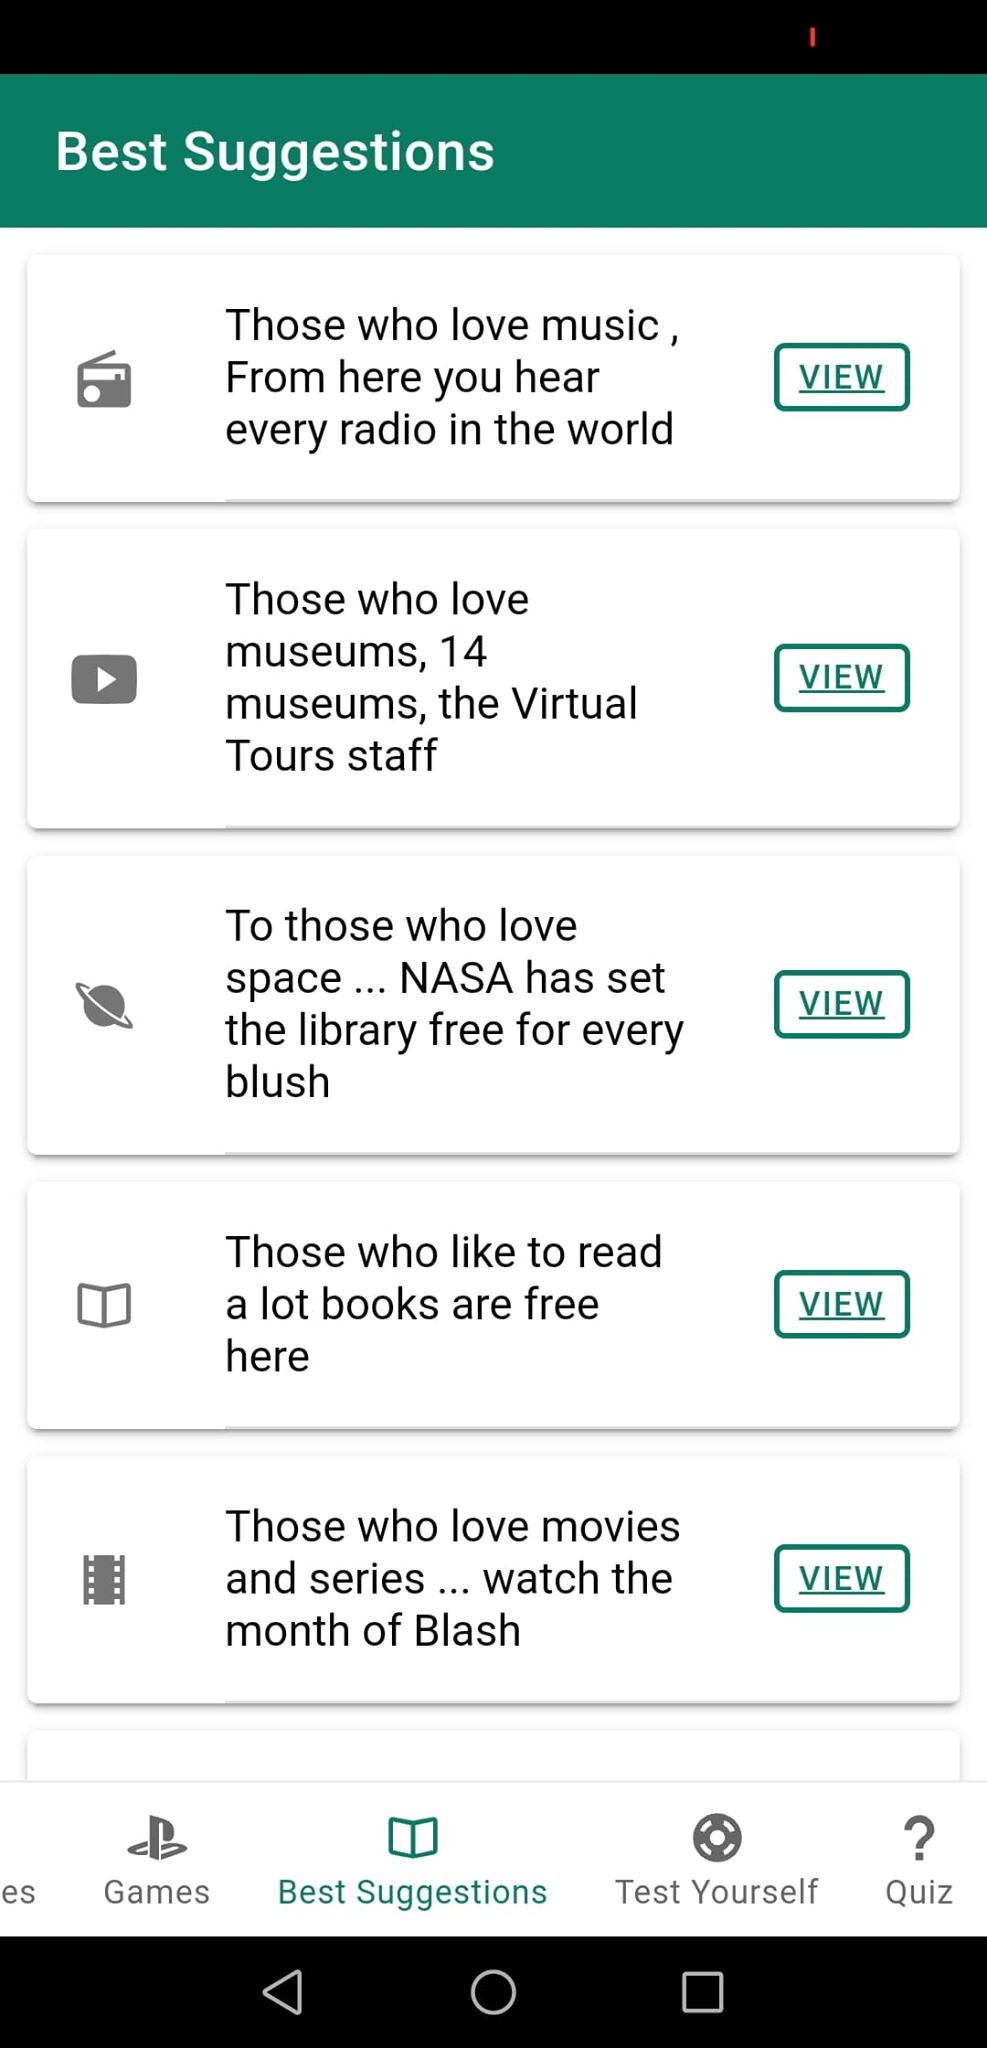 Best Suggestions
Those who love music ,
From here you hear
every radio in the world
VIEW
Those who love
museums, 14
museums, the Virtual
Tours staff
VIEW
To those who love
space ... NASA has set
the library free for every
blush
VIEW
Those who like to read
a lot books are free
here
VIEW
Those who love movies
and series ... watch the
month of Blash
VIEW
es
Games
Best Suggestions
Test Yourself
?
Quiz